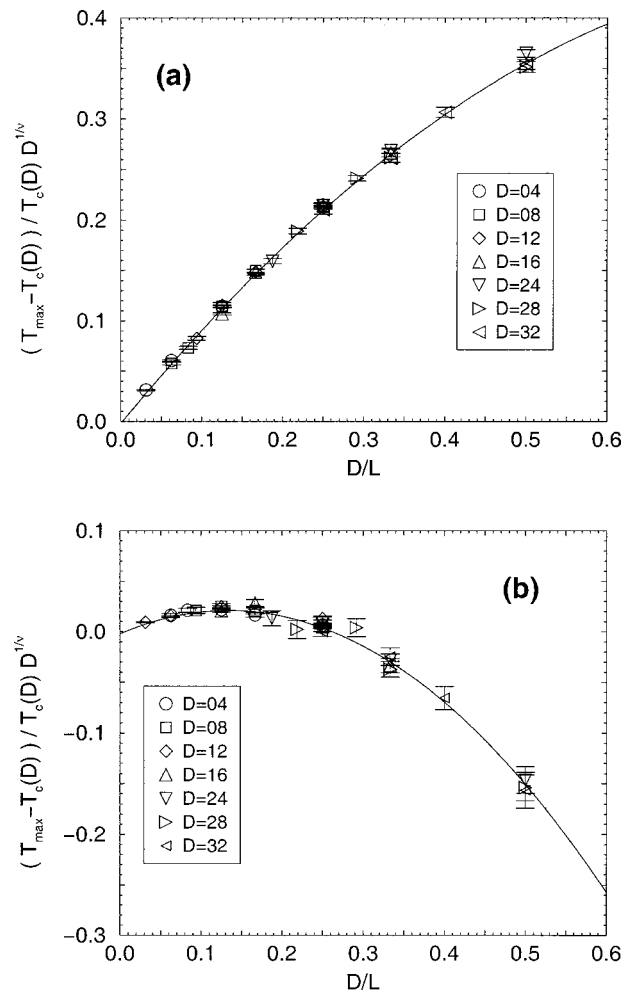 (a)
( T_max−T_c(D) ) / T_c(D) D^1/ν
0.4
0.3
0.2
0.1
0.0
D=04
D=08
D=12
D=16
D=24
D=28
D=32
0.0 0.1 0.2 0.3 0.4 0.5 0.6
D/L
(b)
( T_max−T_c(D) ) / T_c(D) D^1/ν
0.1
0.0
−0.1
−0.2
−0.3
D=04
D=08
D=12
D=16
D=24
D=28
D=32
0.0 0.1 0.2 0.3 0.4 0.5 0.6
D/L